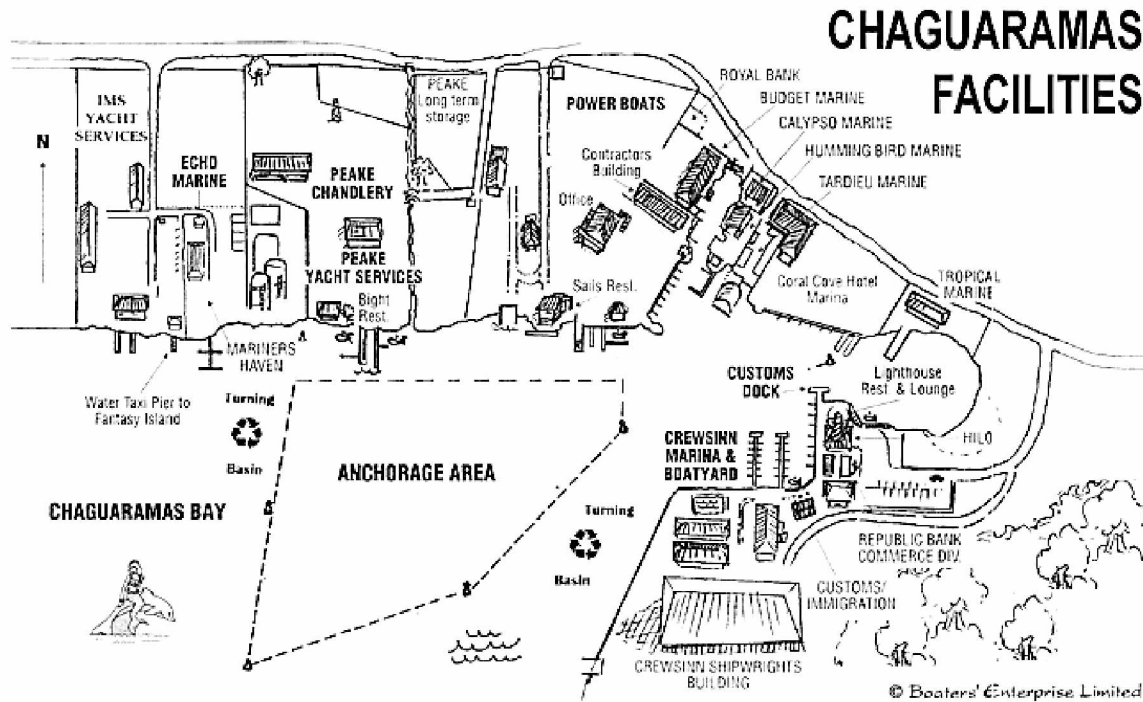 CHAGUARAMAS
FACILITIES
ROYAL BANK
BUDGET MARINE
CALYPSO MARINE
HUMMING BIRD MARINE
TARDIEU MARINE
IMS
YACHT
SERVICES
N
ECHO
MARINE
PEAKE
CHANDLERY
PEAKE
Long term
storage
POWER BOATS
Contractors
Building
Office
PEAKE
YACHT SERVICES
Bight
Rest.
Sails Rest.
Coral Cove Hotel
Marina
TROPICAL
MARINE
MARINERS
HAVEN
Water Taxi Pier to
Fantasy Island
Turning
Basin
CUSTOMS
DOCK
Lighthouse
Rest. & Lounge
HILO
CREWSINN
MARINA &
BOATYARD
ANCHORAGE AREA
CHAGUARAMAS BAY
Turning
Basin
REPUBLIC BANK
COMMERCE DIV.
CUSTOMS/
IMMIGRATION
CREWSINN SHIPWRIGHTS
BUILDING
© Boaters' Enterprise Limited